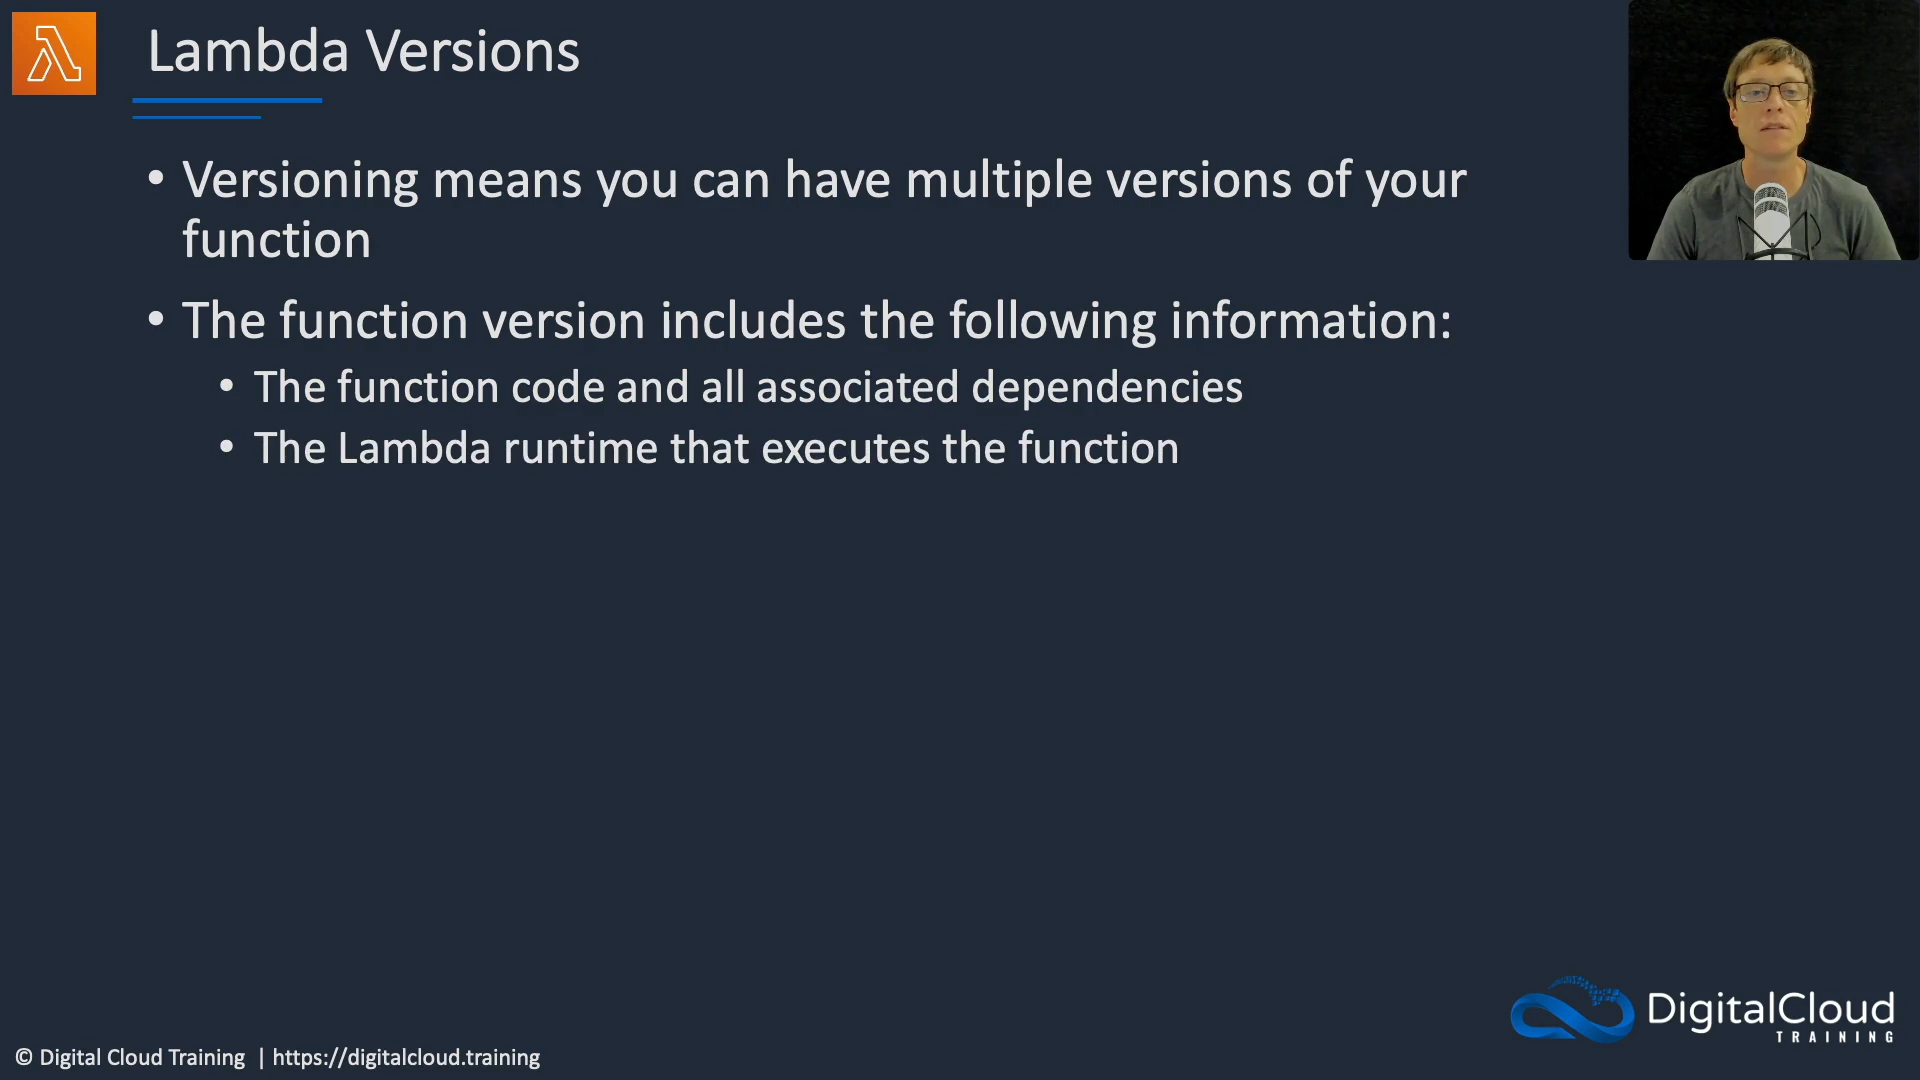 Lambda Versions
• Versioning means you can have multiple versions of your
function
• The function version includes the following information:
• The function code and all associated dependencies
• The Lambda runtime that executes the function
DigitalCloud
TRAINING
© Digital Cloud Training | https://digitalcloud.training